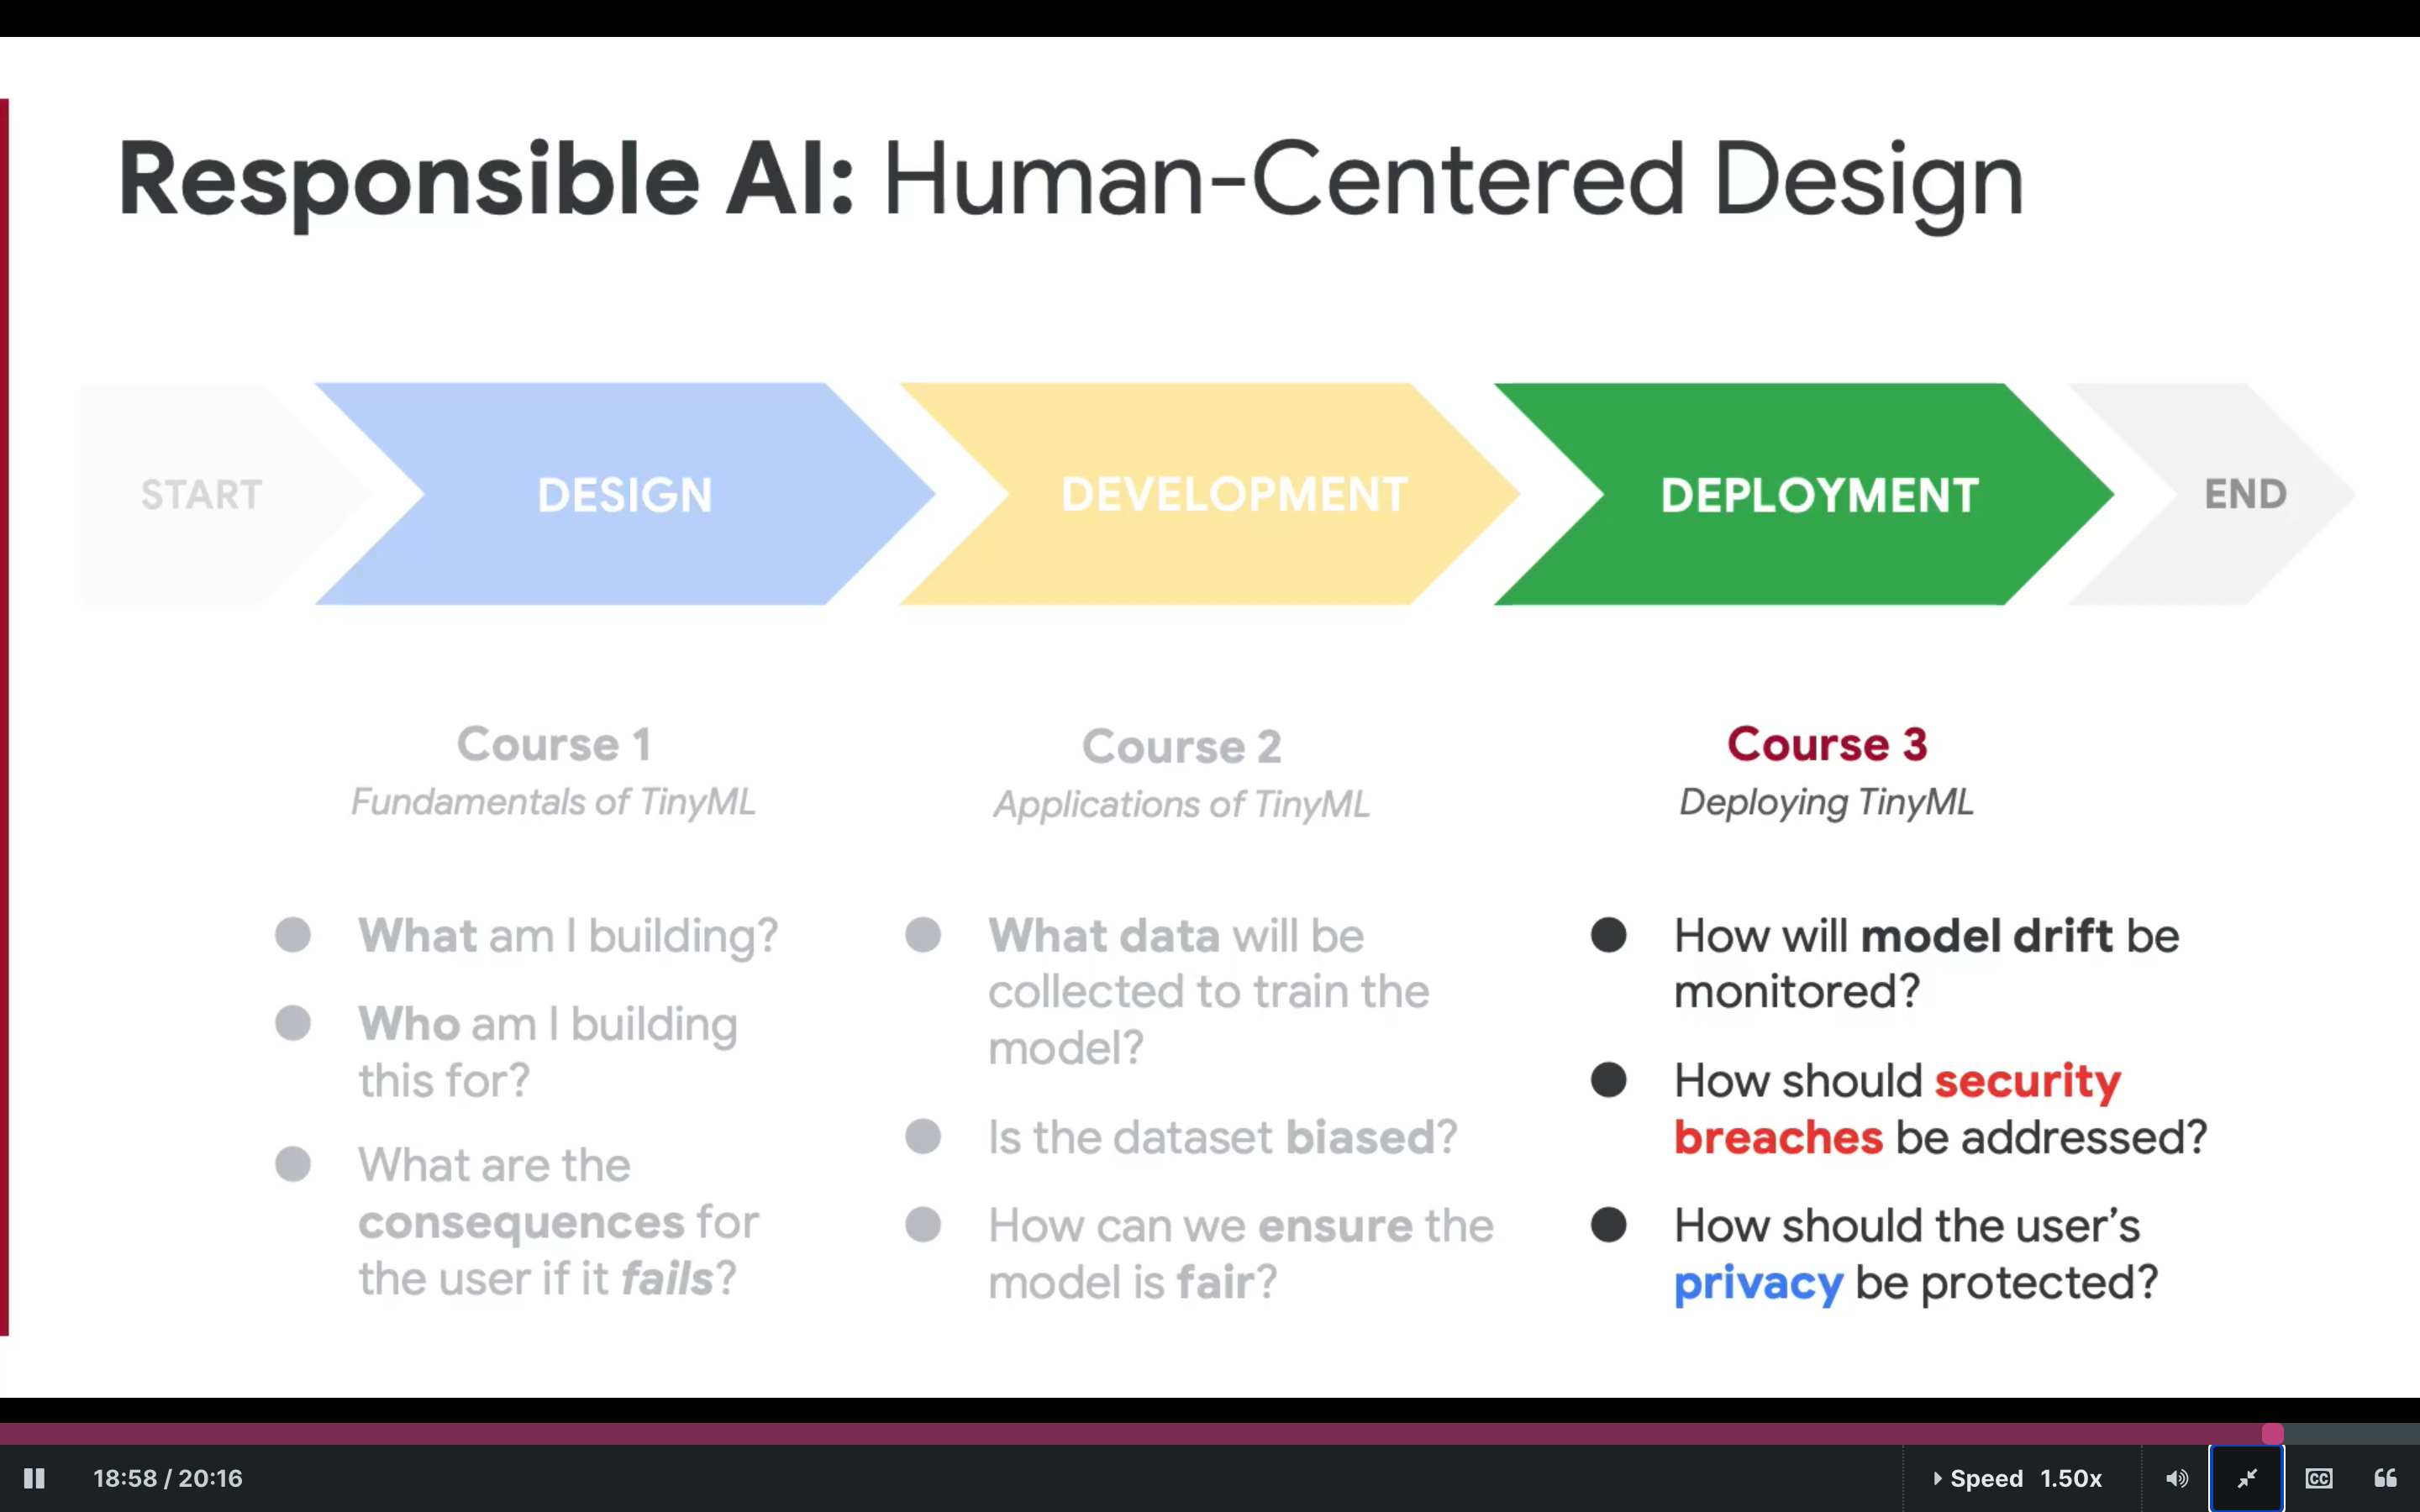 Responsible AI: Human-Centered Design
START
DESIGN
DEVELOPMENT
DEPLOYMENT
END
Course 1
Fundamentals of TinyML
What am I building?
Who am I building
this for?
What are the
consequences for
the user if it fails?
Course 2
Applications of TinyML
What data will be
collected to train the
model?
Is the dataset biased?
How can we ensure the
model is fair?
Course 3
Deploying TinyML
How will model drift be
monitored?
How should security
breaches be addressed?
How should the user's
privacy be protected?
18:58 / 20:16
Speed 1.50x
CC